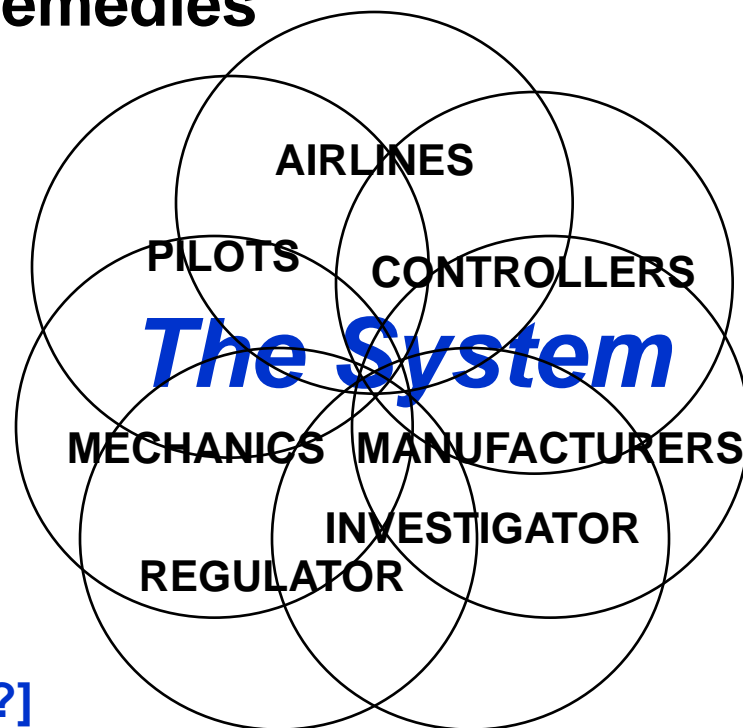 emedies
AIRLINES
PILOTS
CONTROLLERS
The System
MECHANICS
MANUFACTURERS
INVESTIGATOR
REGULATOR
?]